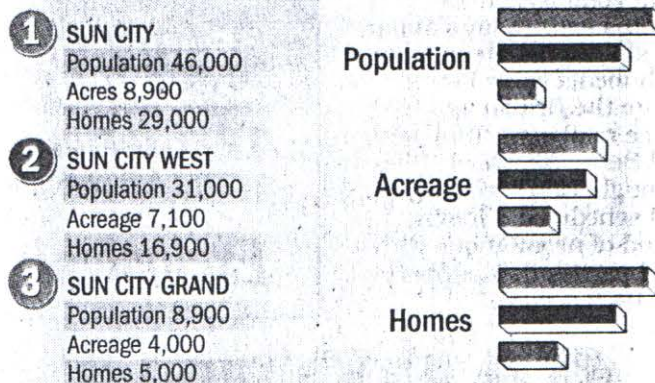 1 SUN CITY
Population 46,000
Acres 8,900
Homes 29,000
2 SUN CITY WEST
Population 31,000
Acreage 7,100
Homes 16,900
3 SUN CITY GRAND
Population 8,900
Acreage 4,000
Homes 5,000
Population
Acreage
Homes